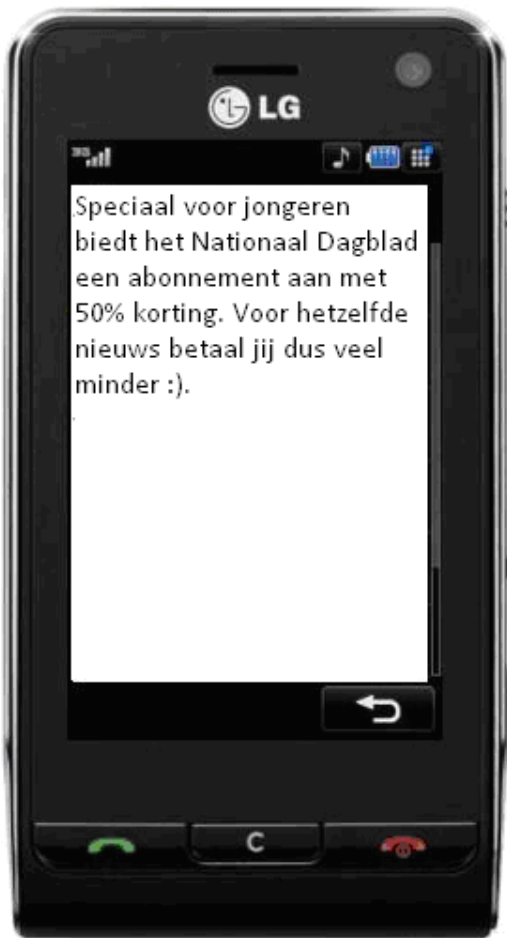 LG
3G
Speciaal voor jongeren
biedt het Nationaal Dagblad
een abonnement aan met
50% korting. Voor hetzelfde
nieuws betaal jij dus veel
minder :).
C